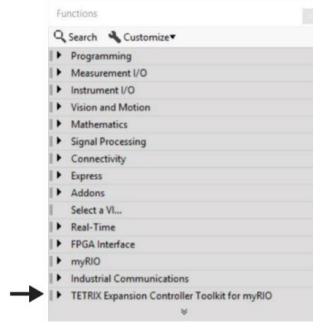 Functions
Search Customize
Programming
Measurement I/O
Instrument I/O
Vision and Motion
Mathematics
Signal Processing
Connectivity
Express
Addons
Select a VI...
Real-Time
FPGA Interface
myRIO
Industrial Communications
TETRIX Expansion Controller Toolkit for myRIO